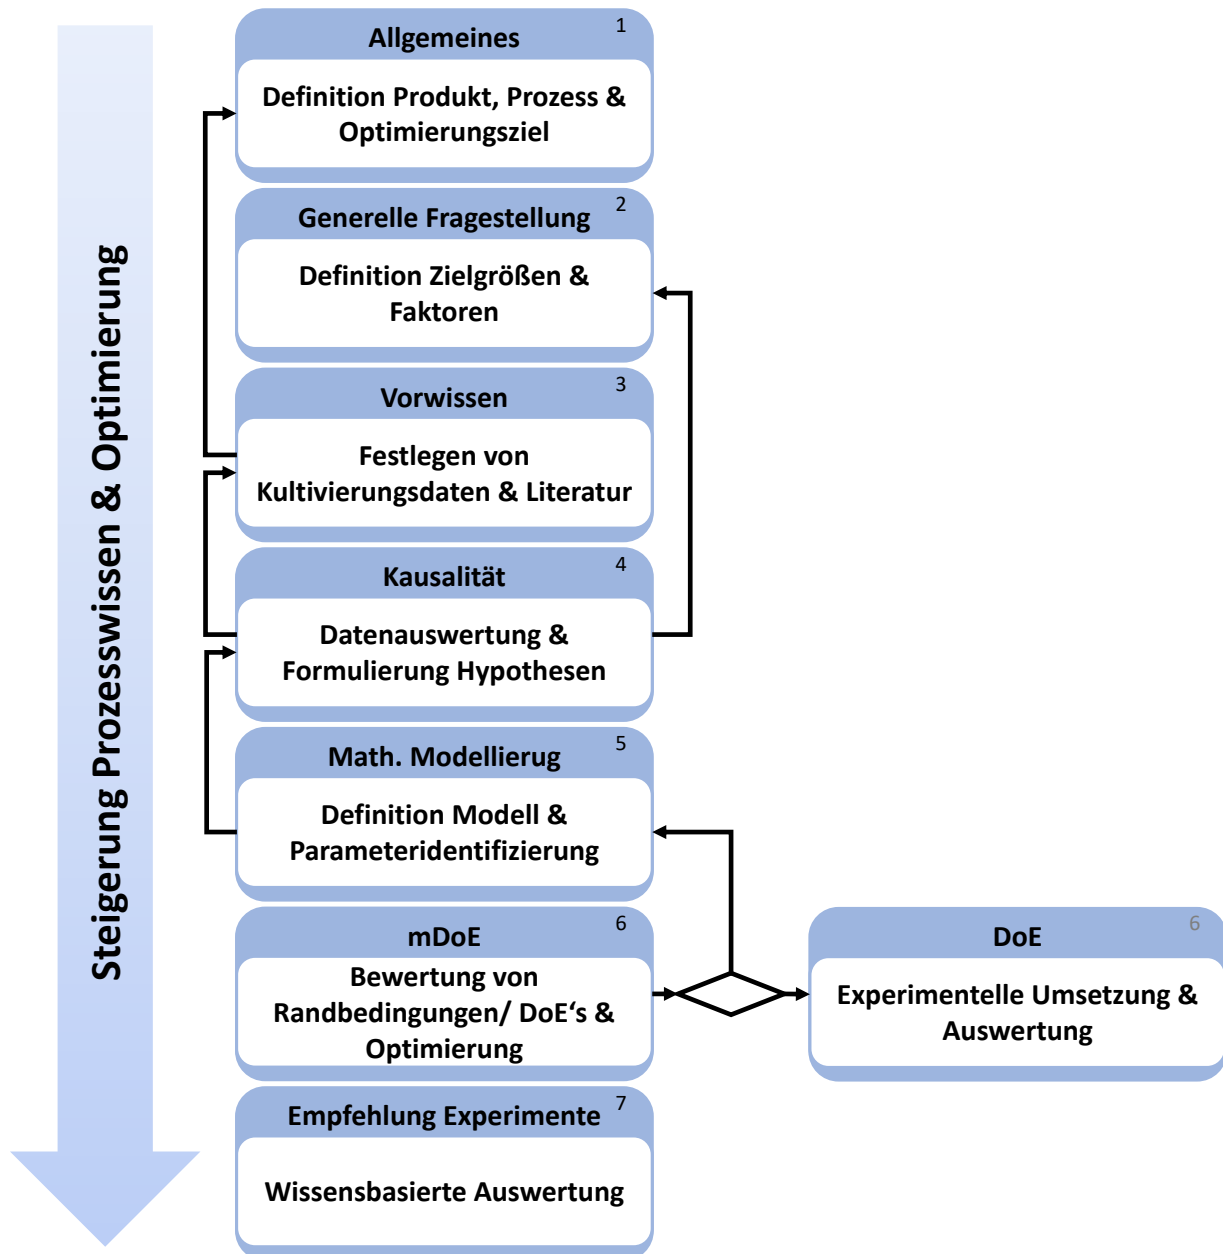 Steigerung Prozesswissen & Optimierung
Allgemeines
1
Definition Produkt, Prozess &
Optimierungsziel
Generelle Fragestellung
2
Definition Zielgrößen &
Faktoren
Vorwissen
3
Festlegen von
Kultivierungsdaten & Literatur
Kausalität
4
Datenauswertung &
Formulierung Hypothesen
Math. Modellierug
5
Definition Modell &
Parameteridentifizierung
mDoE
6
Bewertung von
Randbedingungen/ DoE‘s &
Optimierung
DoE
6
Experimentelle Umsetzung &
Auswertung
Empfehlung Experimente
7
Wissensbasierte Auswertung